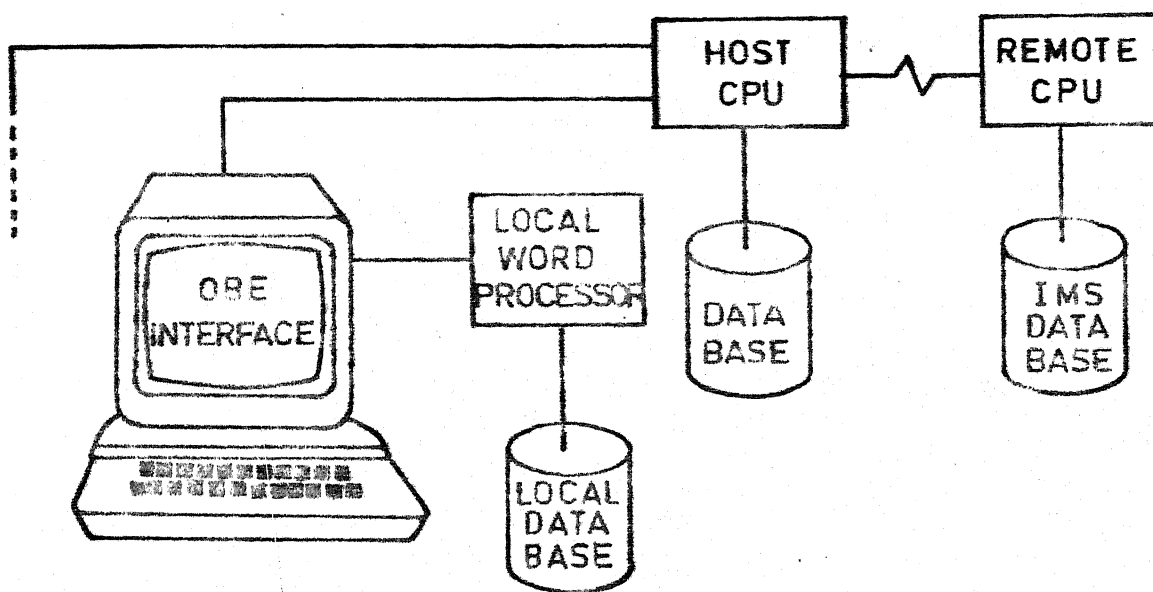 HOST
CPU
REMOTE
CPU
LOCAL
WORD
PROCESSOR
OBE
iNTERFACE
DATA
BASE
IMS
DATA
BASE
LOCAL
DATA
BASE